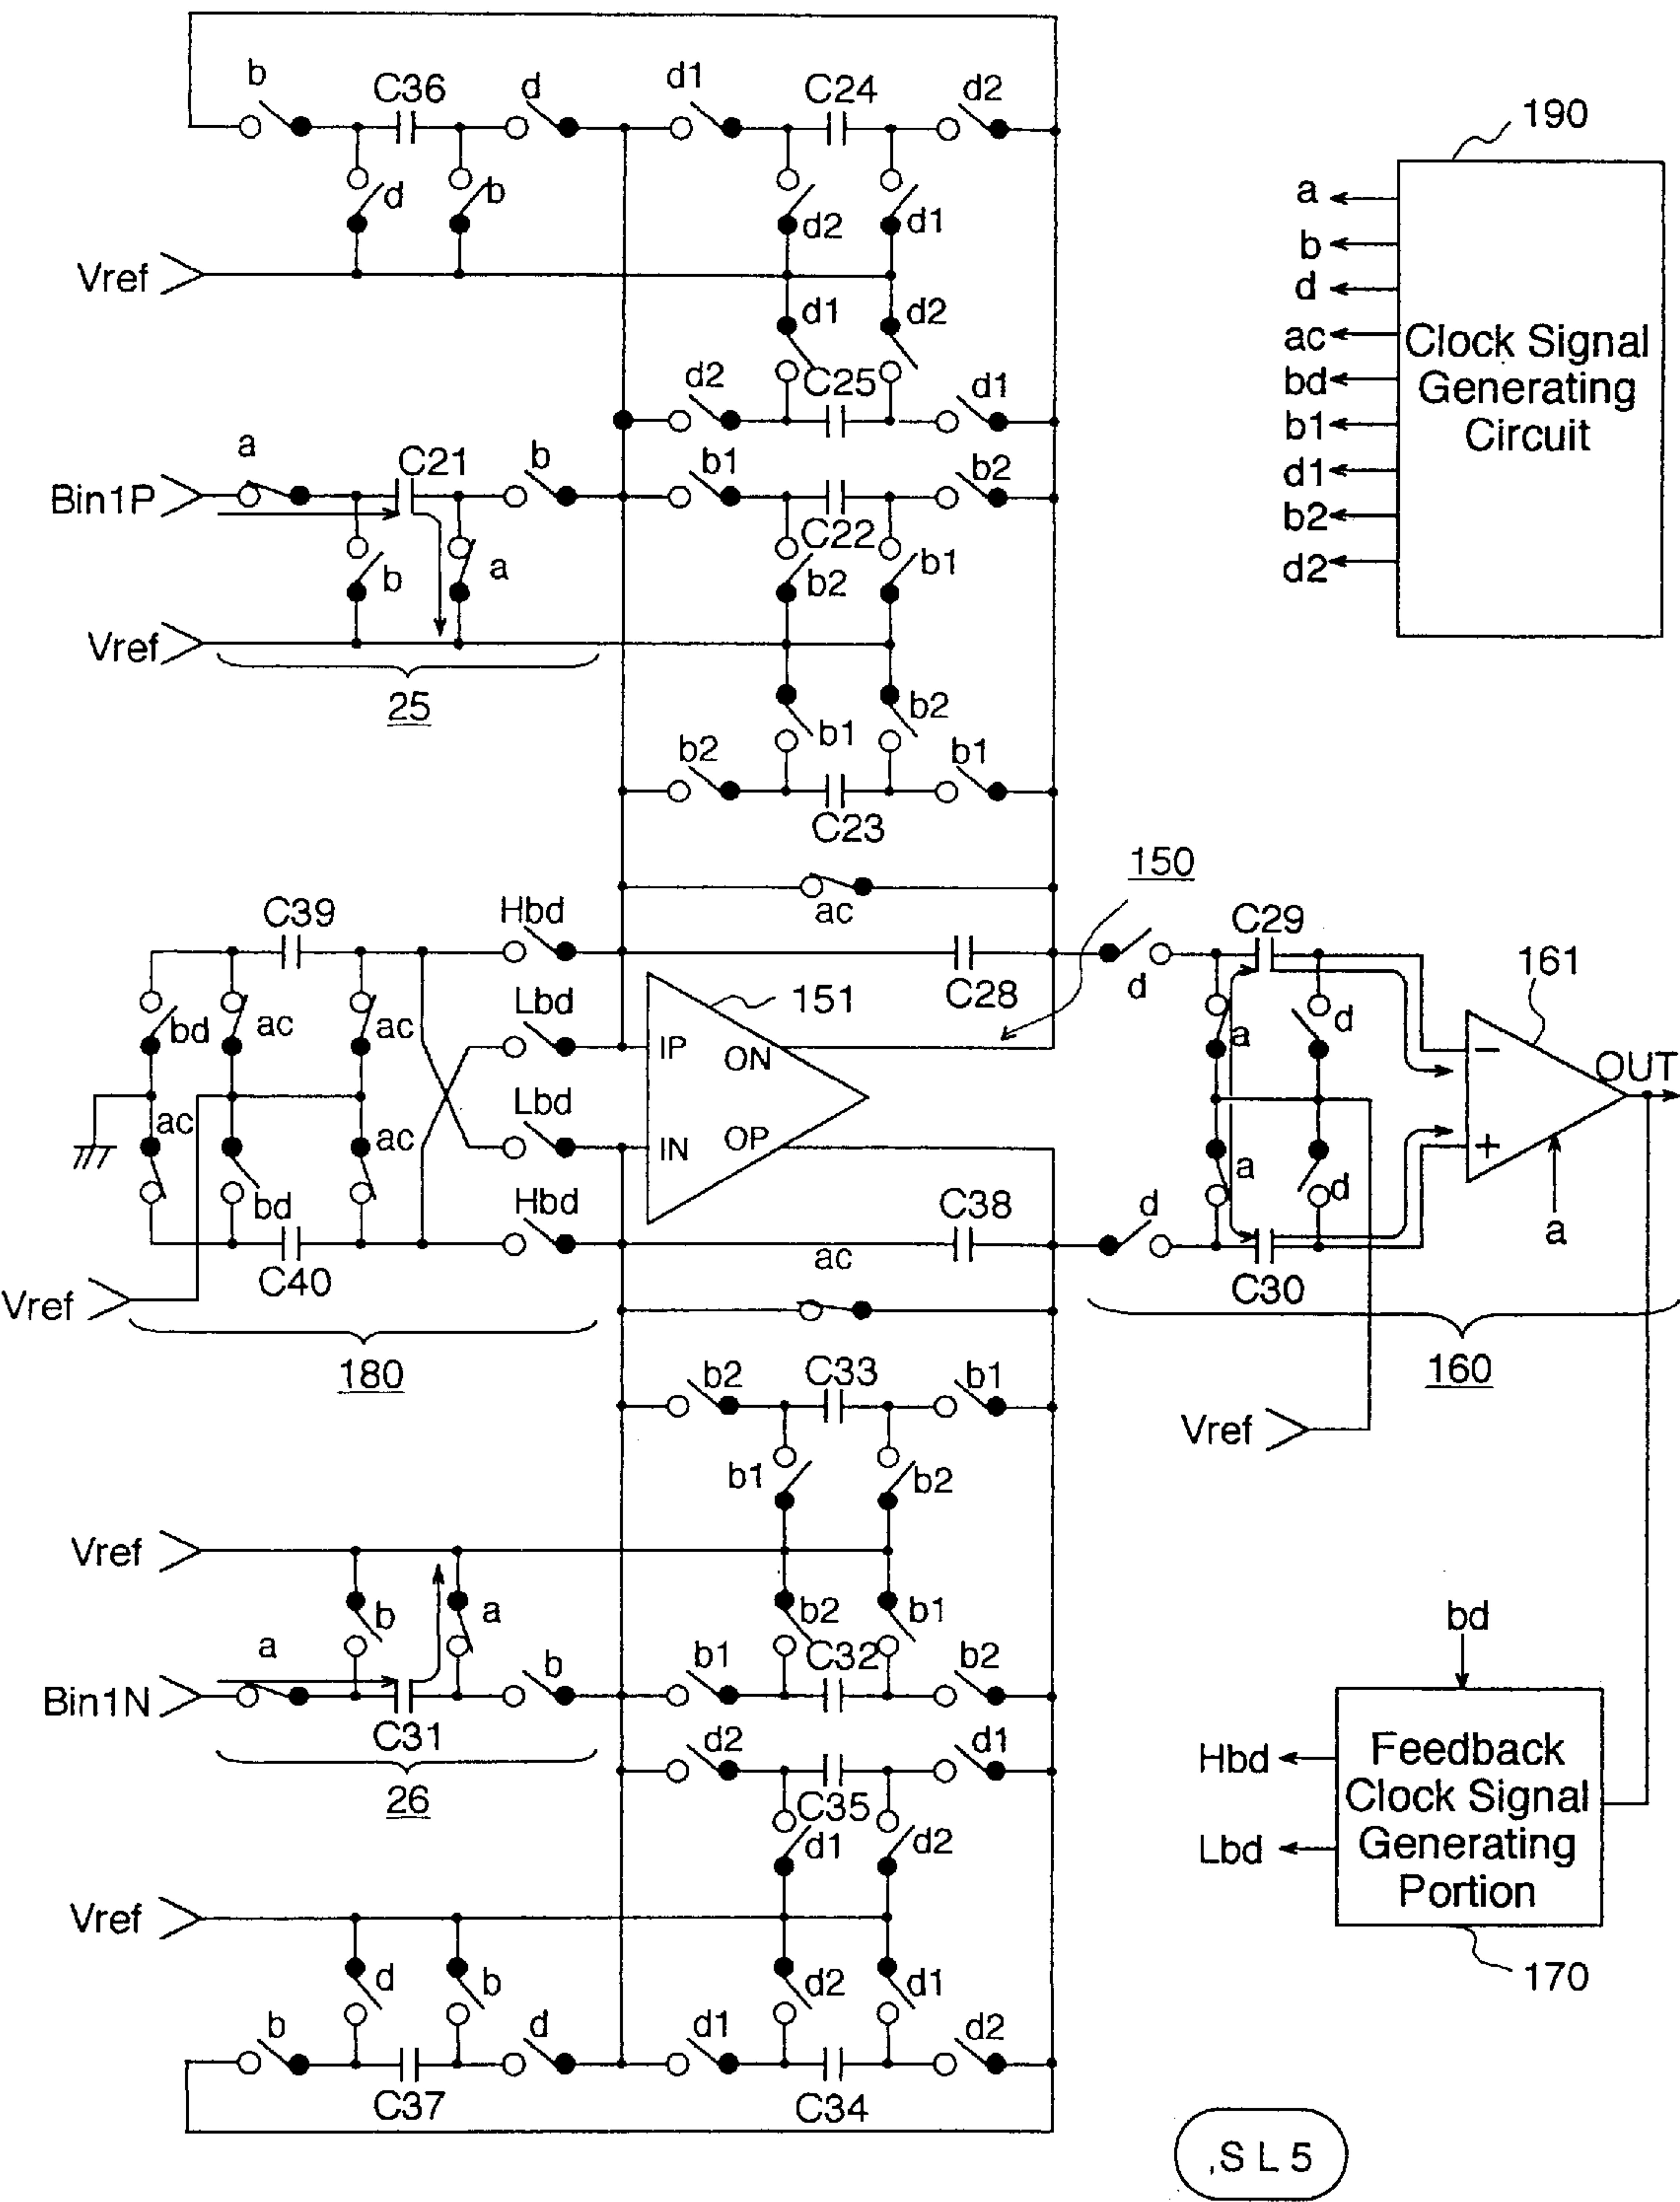 b C36 d d1 C24 d2
190
d b d2 d1
a
b
d
ac
bd
b1
d1
b2
d2
Clock Signal
Generating
Circuit
Vref
d1 d2
d2 C25 d1
a C21 b b1 b2
Bin1P
C22
b a b2 b1
Vref
25
b1 b2
b2 b1
C23
150
ac
C39 Hbd C29
C28 d 161
Lbd 151
bd ac ac IP ON a d
OUT
Lbd
ac ac IN OP a d
bd Hbd C38 d
a
C40 ac C30
Vref
180 160
b2 C33 b1
Vref
b1 b2
Vref
b a b2 b1
bd
a b b1 C32 b2
Bin1N
C31
d2 d1
26
C35
Hbd
Lbd
Feedback
Clock Signal
Generating
Portion
d1 d2
Vref
170
d b d2 d1
b d d1 d2
C37 C34
,S L 5